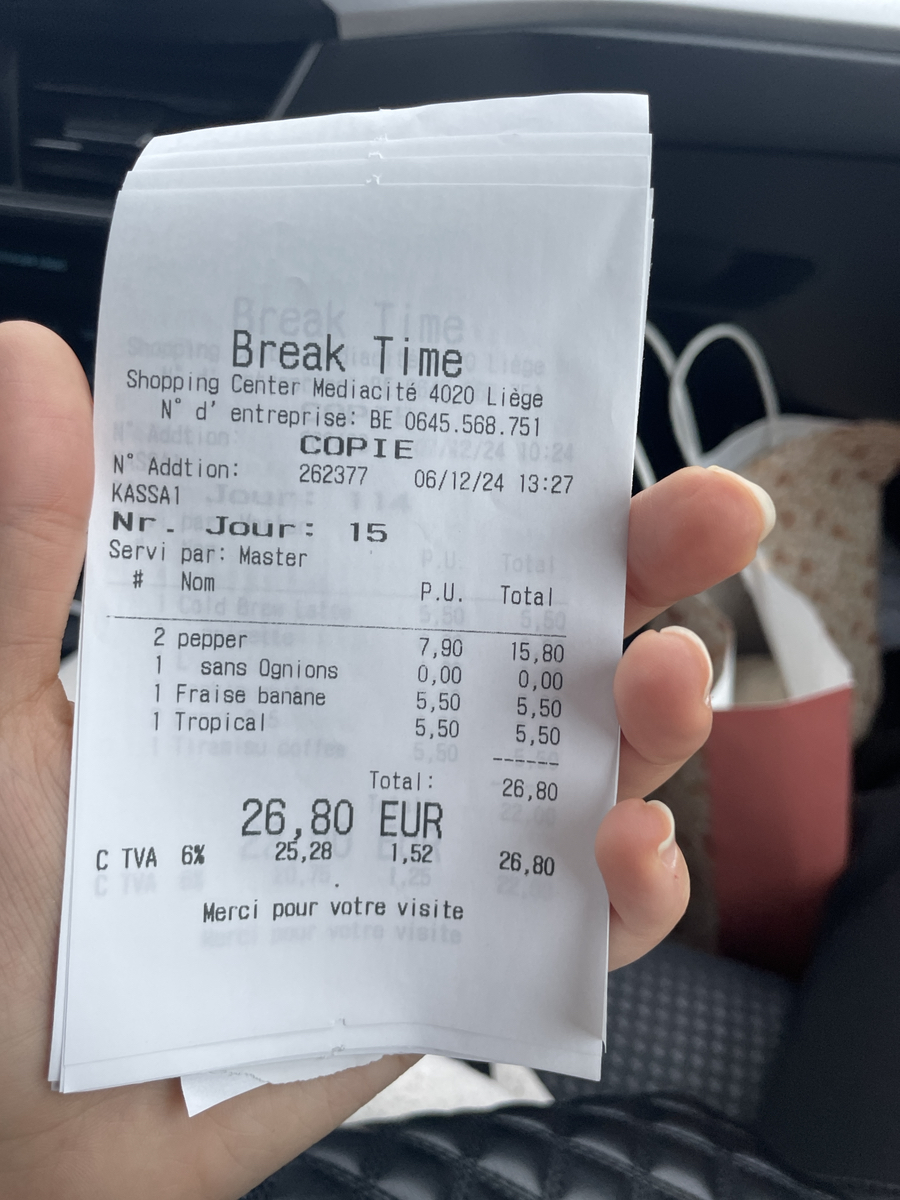 Break Time
Shopping Center Mediacité 4020 Liège
N° d' entreprise: BE 0645.568.751
COPIE
N° Addtion: 262377 06/12/24 13:27
KASSA1
Nr. Jour: 15
Servi par: Master
# Nom P.U. Total
2 pepper 7,90 15,80
1 sans Ognions 0,00 0,00
1 Fraise banane 5,50 5,50
1 Tropical 5,50 5,50
------
Total: 26,80
26,80 EUR
C TVA 6% 25,28 1,52 26,80
.
Merci pour votre visite